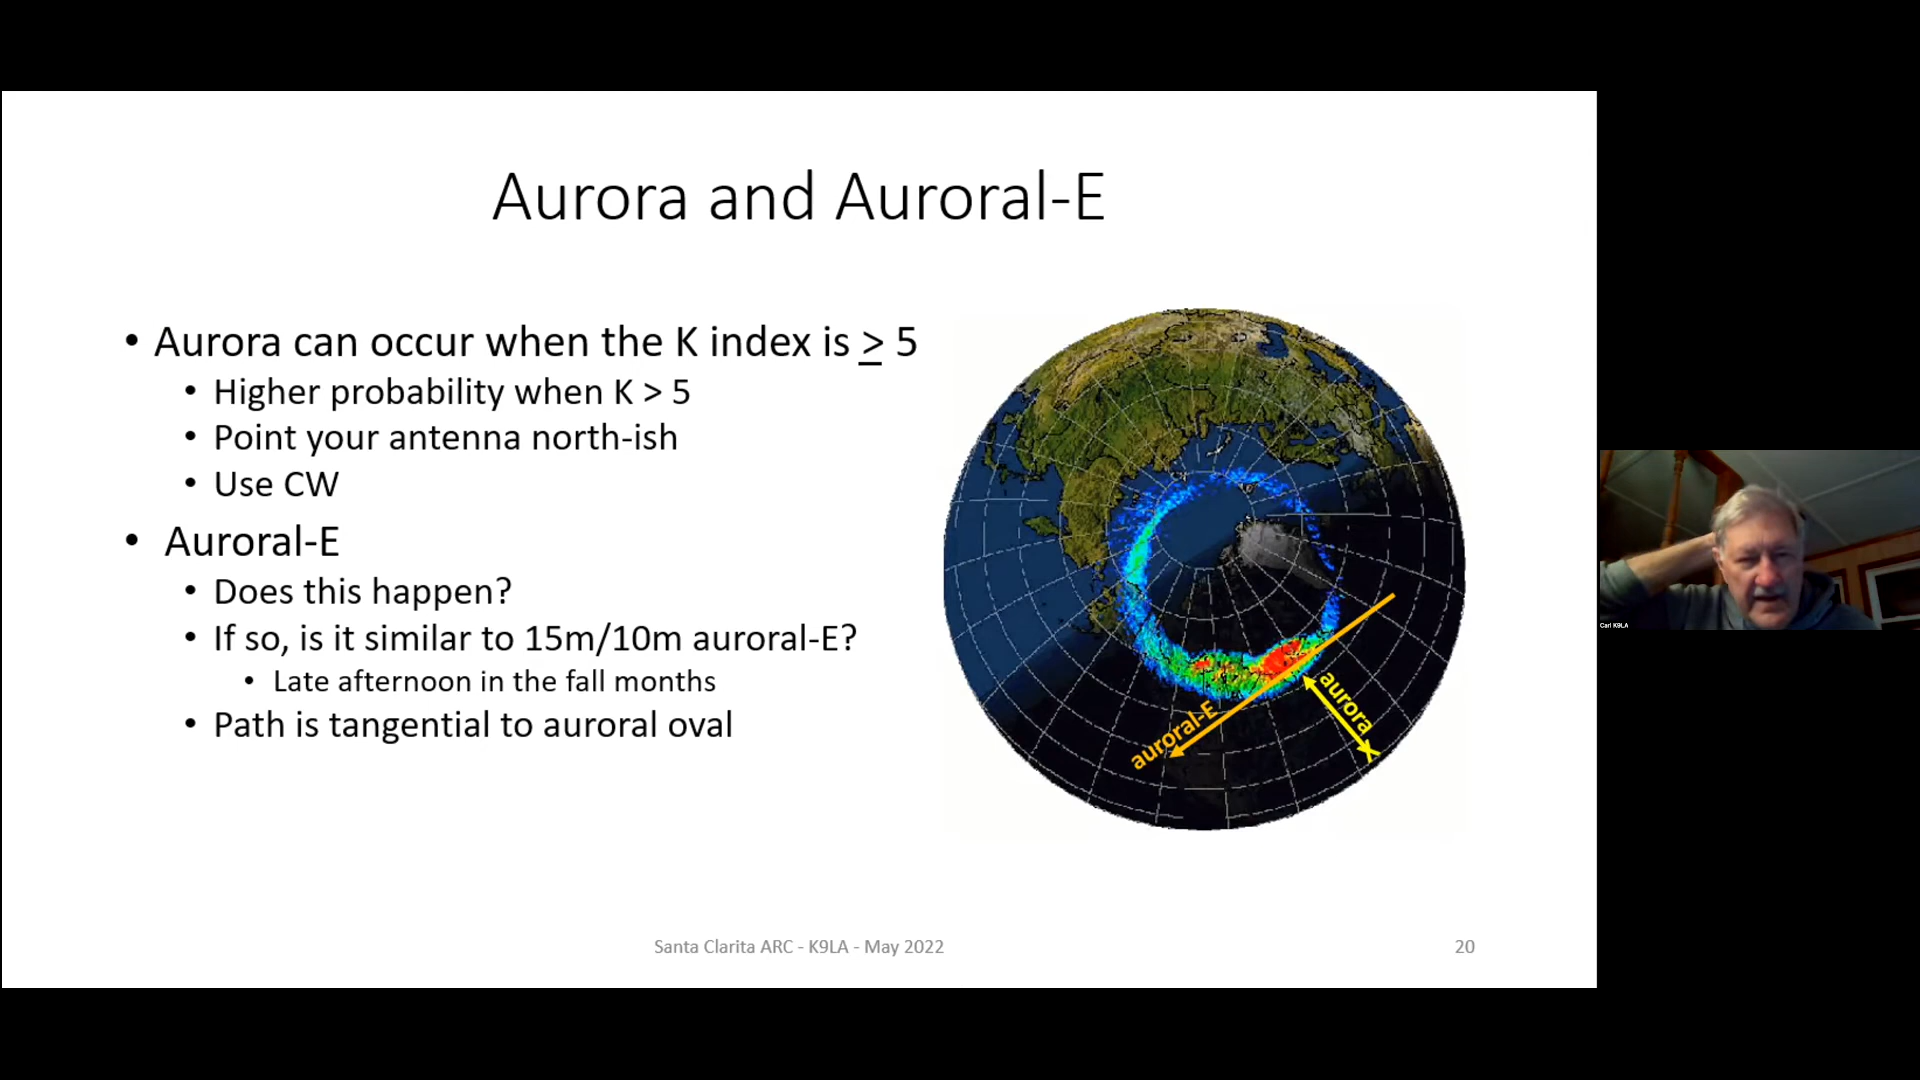 Aurora and Auroral-E
• Aurora can occur when the K index is ≥ 5
• Higher probability when K > 5
• Point your antenna north-ish
• Use CW
• Auroral-E
• Does this happen?
• If so, is it similar to 15m/10m auroral-E?
• Late afternoon in the fall months
• Path is tangential to auroral oval
auroral-E
aurora
Carl K9LA
Santa Clarita ARC - K9LA - May 2022
20